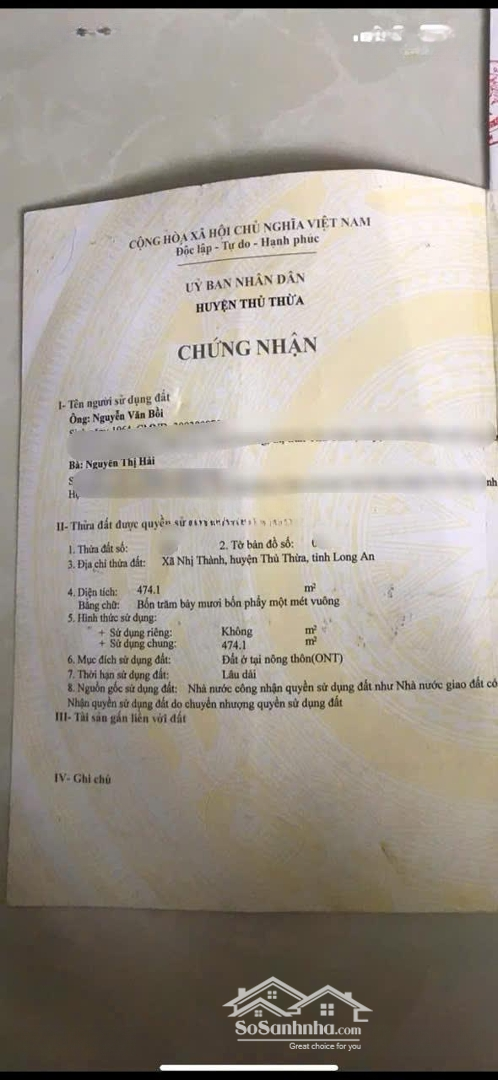 CỘNG HÒA XÃ HỘI CHỦ NGHĨA VIỆT NAM
Độc lập - Tự do - Hạnh phúc
UỶ BAN NHÂN DÂN
HUYỆN THỦ THỪA
CHỨNG NHẬN
I- Tên người sử dụng đất
Ông: Nguyễn Văn Bồi
Bà: Nguyên Thị Hải
nh
II- Thửa đất được quyền sử
1. Thửa đất số: 2. Tờ bản đồ số:
3. Địa chỉ thửa đất: Xã Nhị Thành, huyện Thủ Thừa, tỉnh Long An
4. Diện tích: 474.1 m²
Bằng chữ: Bốn trăm bảy mươi bốn phẩy một mét vuông
5. Hình thức sử dụng:
+ Sử dụng riêng: Không m²
+ Sử dụng chung: 474.1 m²
6. Mục đích sử dụng đất: Đất ở tại nông thôn(ONT)
7. Thời hạn sử dụng đất: Lâu dài
8. Nguồn gốc sử dụng đất: Nhà nước công nhận quyền sử dụng đất như Nhà nước giao đất có
Nhận quyền sử dụng đất do chuyển nhượng quyền sử dụng đất
III- Tài sản gắn liền với đất
IV- Ghi chú
SoSanhnha.com
Great choice for you